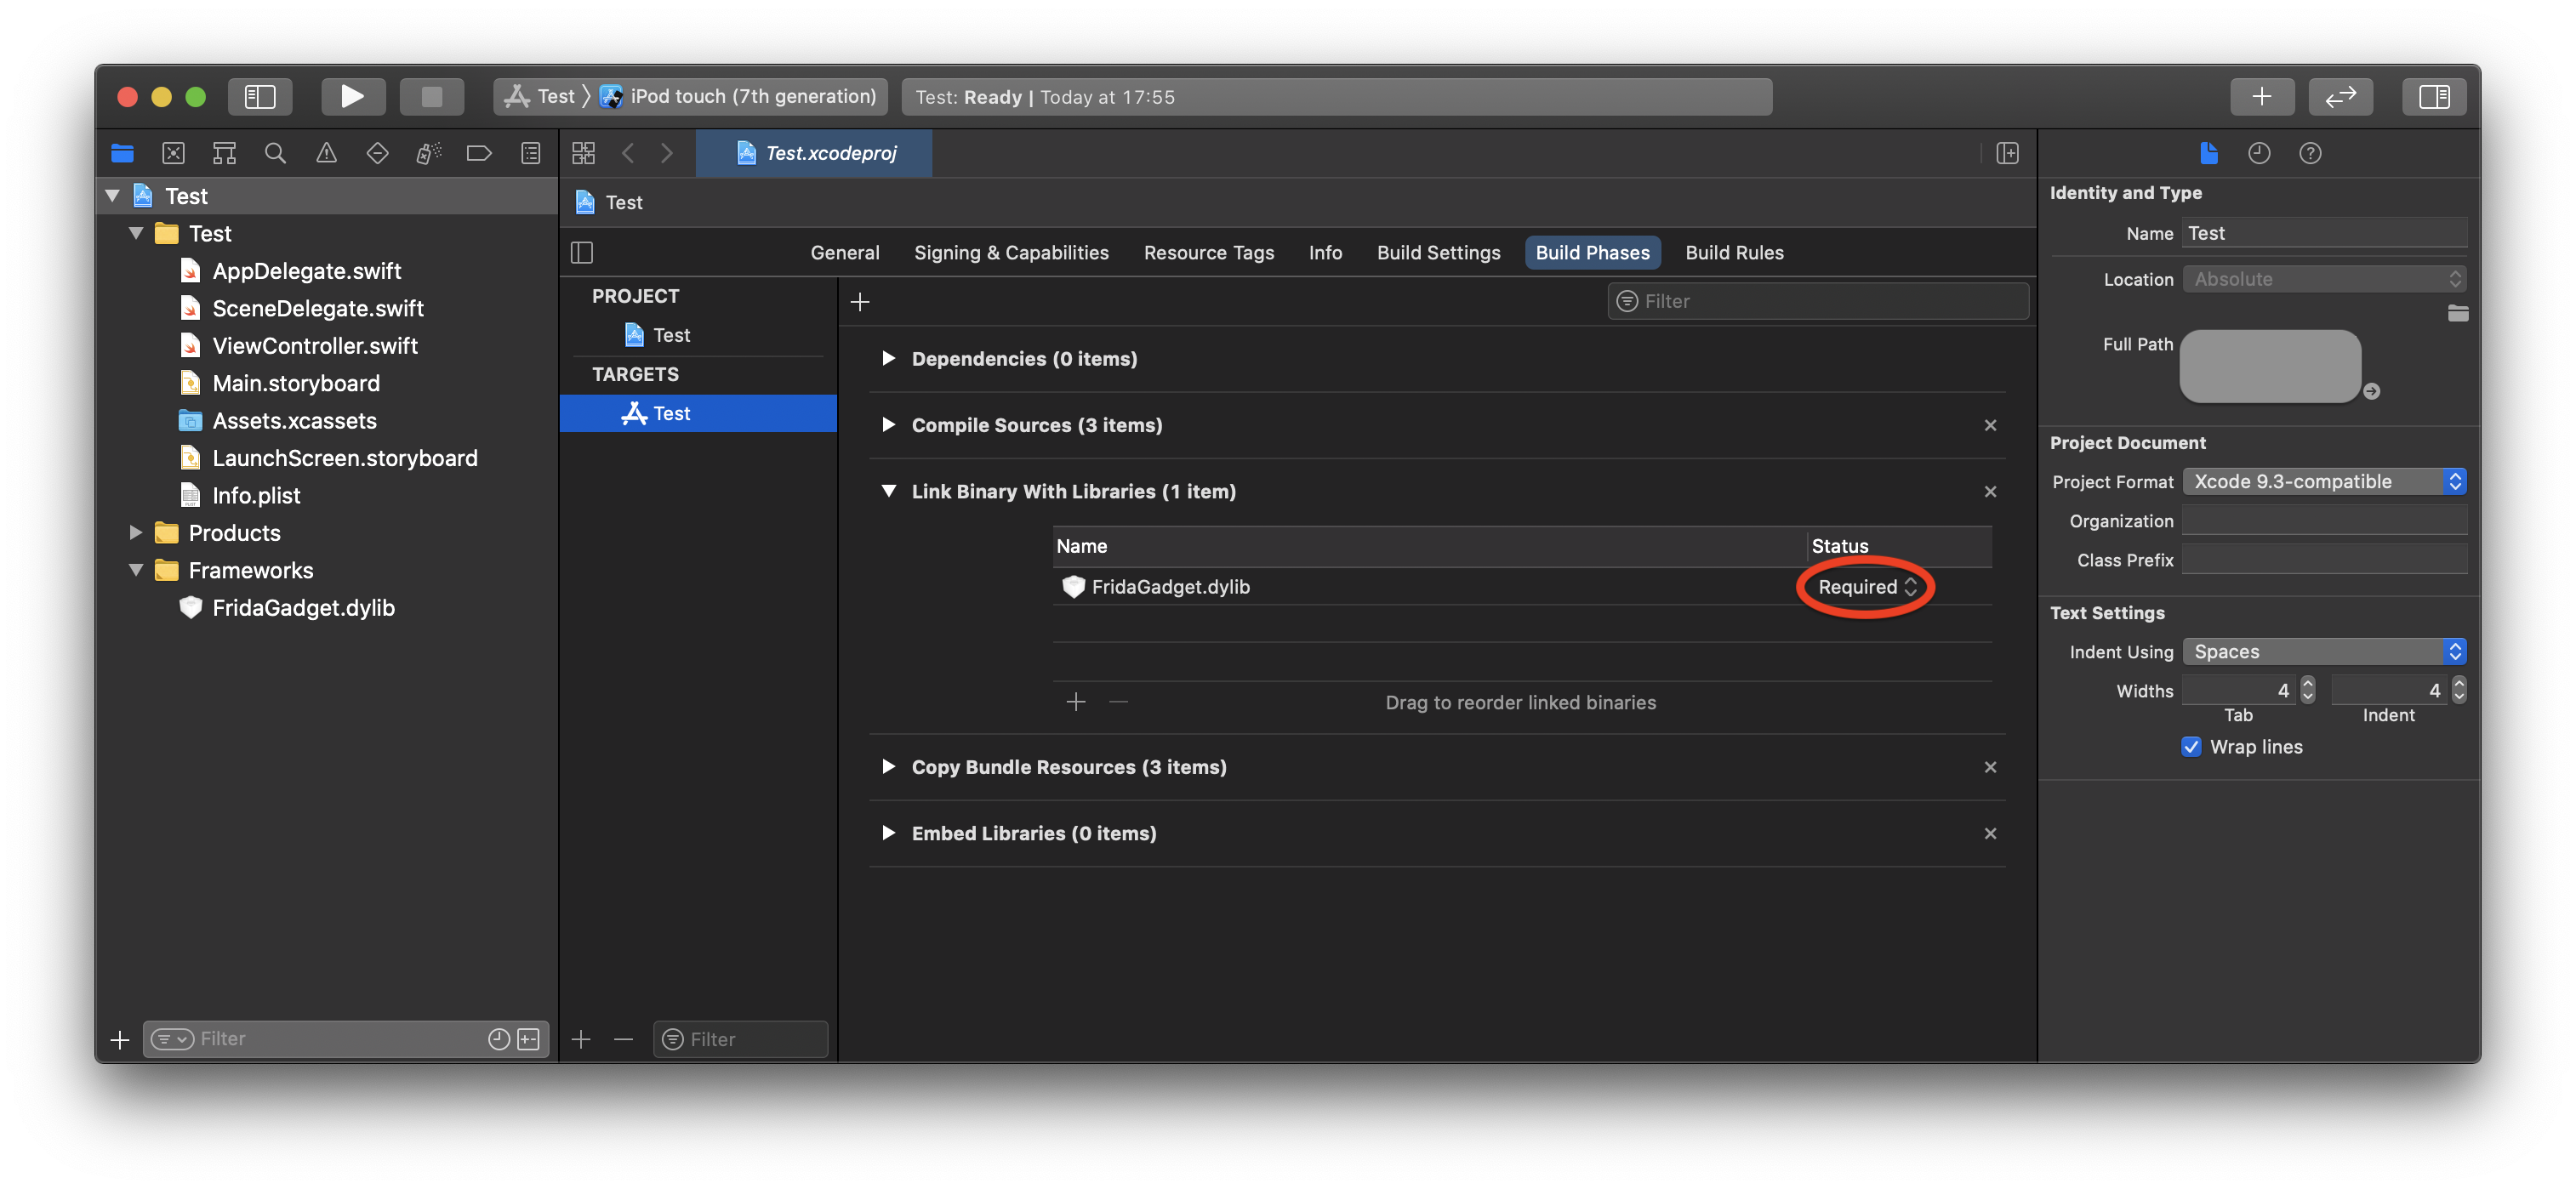 Test 〉 iPod touch (7th generation)
Test: Ready | Today at 17:55
Test
Test
AppDelegate.swift
SceneDelegate.swift
ViewController.swift
Main.storyboard
Assets.xcassets
LaunchScreen.storyboard
Info.plist
Products
Frameworks
FridaGadget.dylib
Filter
Test.xcodeproj
Test
General Signing & Capabilities Resource Tags Info Build Settings Build Phases Build Rules
PROJECT
Test
TARGETS
Test
Filter
Filter
Dependencies (0 items)
Compile Sources (3 items)
Link Binary With Libraries (1 item)
Name Status
FridaGadget.dylib Required
Drag to reorder linked binaries
Copy Bundle Resources (3 items)
Embed Libraries (0 items)
Identity and Type
Name Test
Location Absolute
Full Path
Project Document
Project Format Xcode 9.3-compatible
Organization
Class Prefix
Text Settings
Indent Using Spaces
Widths 4 4
Tab Indent
Wrap lines